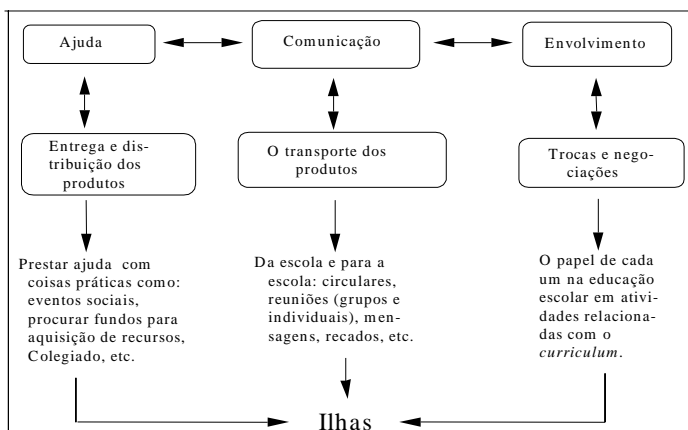 Ajuda
Comunicação
Envolvimento
Entrega e dis-
tribuição dos
produtos
O transporte dos
produtos
Trocas e nego-
ciações
Prestar ajuda com
coisas práticas como:
eventos sociais,
procurar fundos para
aquisição de recursos,
Colegiado, etc.
Da escola e para a
escola: circulares,
reuniões (grupos e
individuais), men-
sagens, recados, etc.
O papel de cada
um na educação
escolar em ativi-
dades relaciona-
das com o
curriculum.
Ilhas